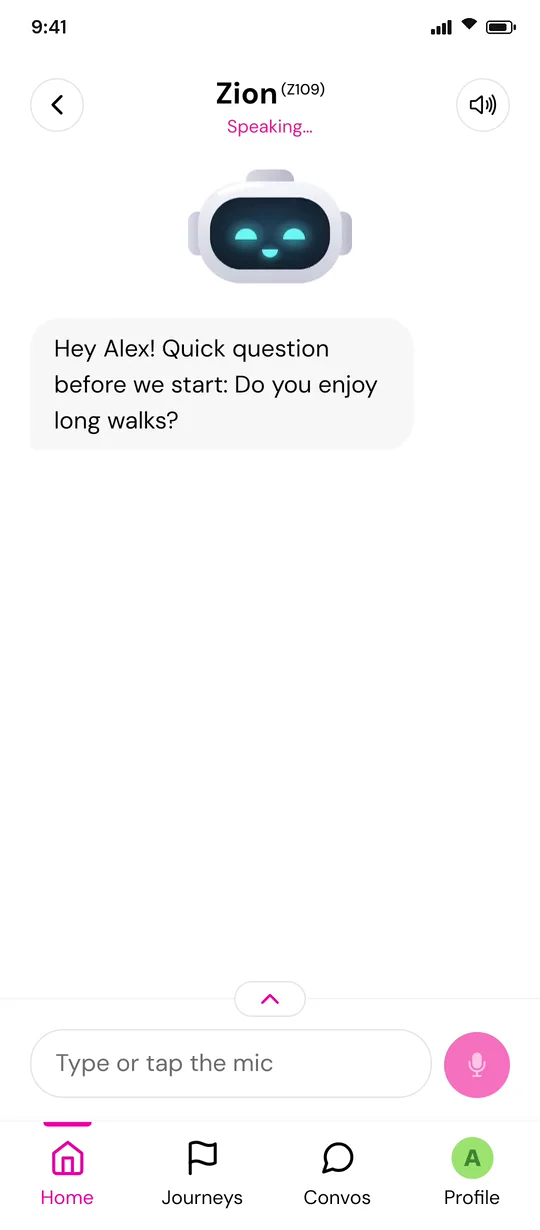 9:41
Zion (Z109)
Speaking...
Hey Alex! Quick question
before we start: Do you enjoy
long walks?
Type or tap the mic
A
Home Journeys Convos Profile